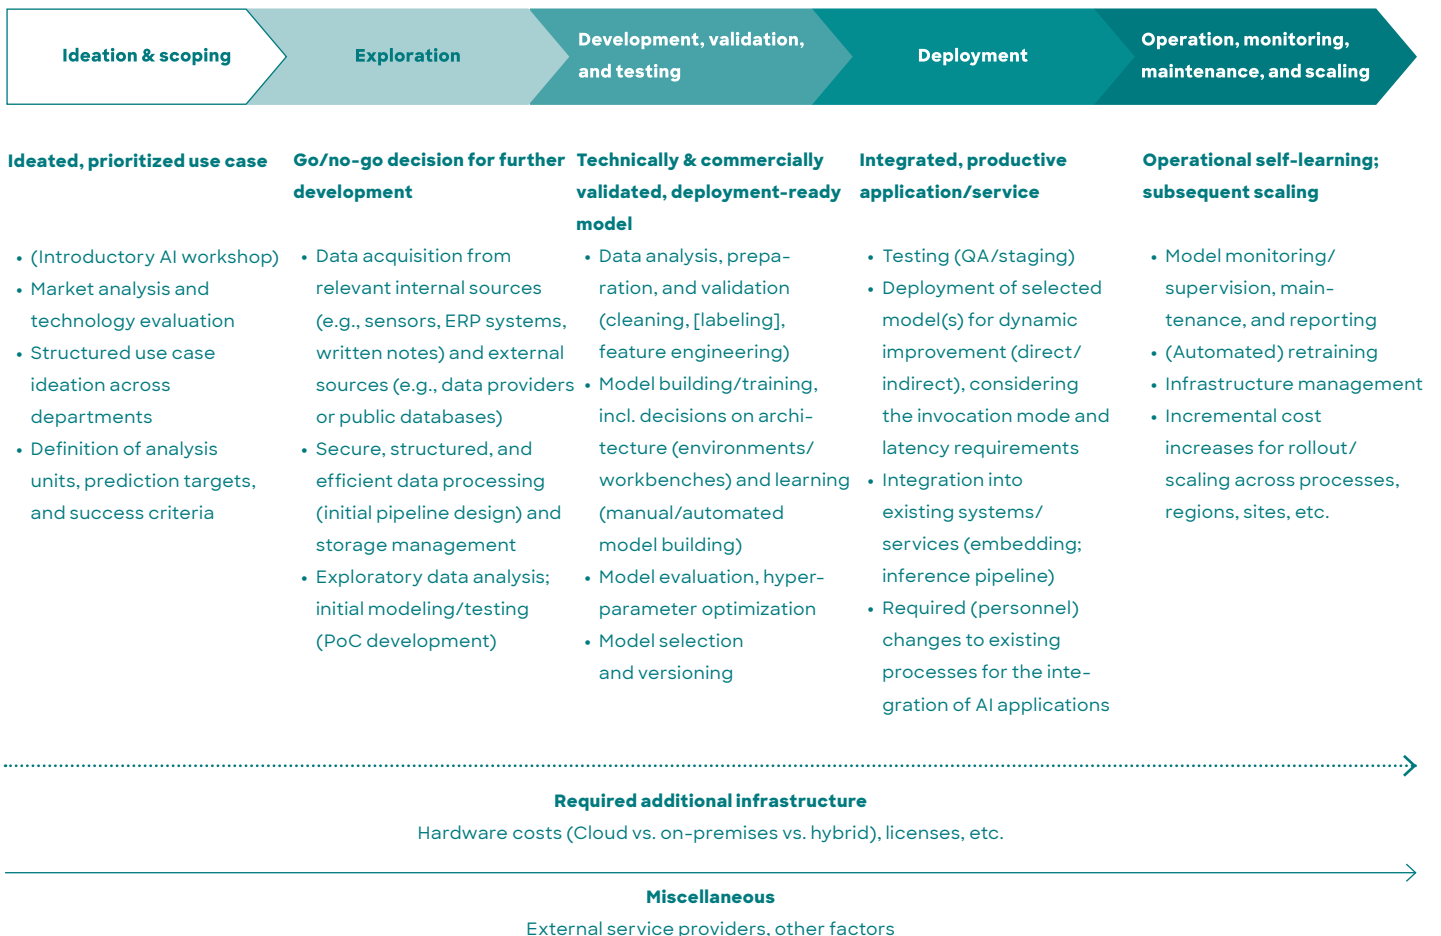 Ideation & scoping
Exploration
Development, validation,
and testing
Deployment
Operation, monitoring,
maintenance, and scaling
Ideated, prioritized use case
(Introductory AI workshop)
Market analysis and
technology evaluation
Structured use case
ideation across
departments
Definition of analysis
units, prediction targets,
and success criteria
Go/no-go decision for further
development
Data acquisition from
relevant internal sources
(e.g., sensors, ERP systems,
written notes) and external
sources (e.g., data providers
or public databases)
Secure, structured, and
efficient data processing
(initial pipeline design) and
storage management
Exploratory data analysis;
initial modeling/testing
(PoC development)
Technically & commercially
validated, deployment-ready
model
Data analysis, prepa-
ration, and validation
(cleaning, [labeling],
feature engineering)
Model building/training,
incl. decisions on archi-
tecture (environments/
workbenches) and learning
(manual/automated
model building)
Model evaluation, hyper-
parameter optimization
Model selection
and versioning
Integrated, productive
application/service
Testing (QA/staging)
Deployment of selected
model(s) for dynamic
improvement (direct/
indirect), considering
the invocation mode and
latency requirements
Integration into
existing systems/
services (embedding;
inference pipeline)
Required (personnel)
changes to existing
processes for the inte-
gration of AI applications
Operational self-learning;
subsequent scaling
Model monitoring/
supervision, main-
tenance, and reporting
(Automated) retraining
Infrastructure management
Incremental cost
increases for rollout/
scaling across processes,
regions, sites, etc.
Required additional infrastructure
Hardware costs (Cloud vs. on-premises vs. hybrid), licenses, etc.
Miscellaneous
External service providers, other factors